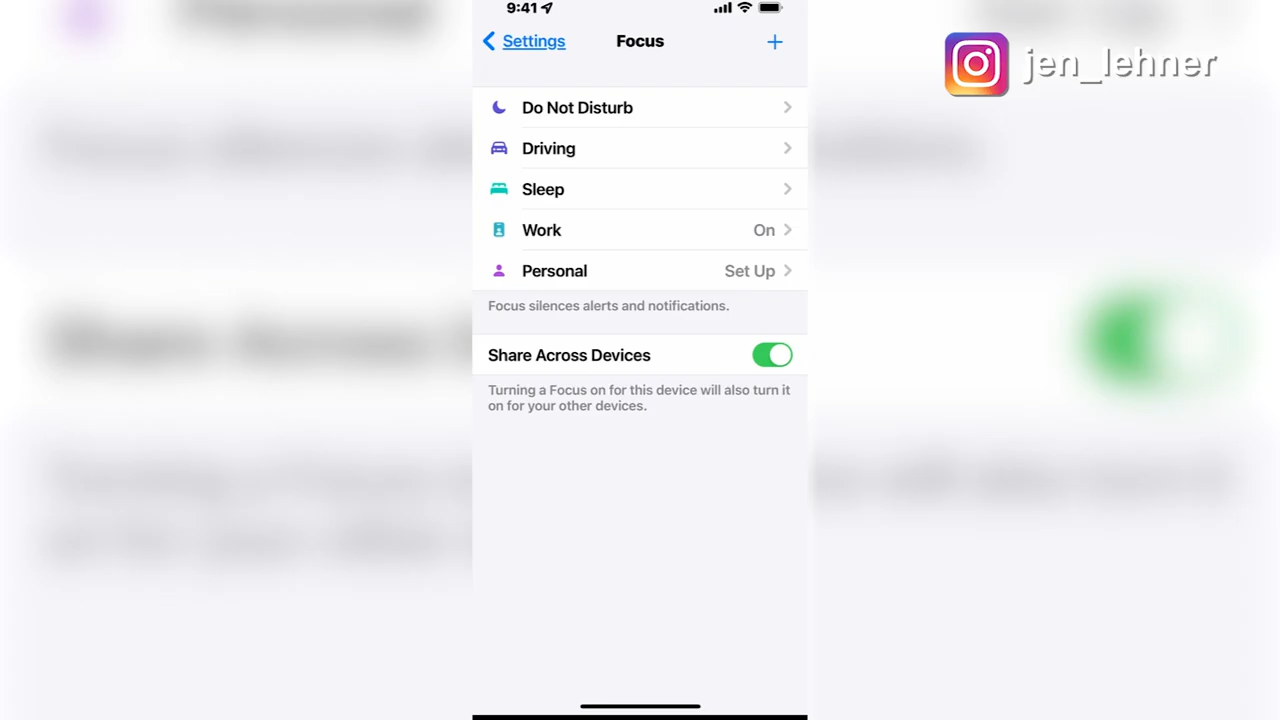 9:41
Settings
Focus
jen_lehner
Do Not Disturb
Driving
Sleep
Work
On
Personal
Set Up
Focus silences alerts and notifications.
Share Across Devices
Turning a Focus on for this device will also turn it
on for your other devices.